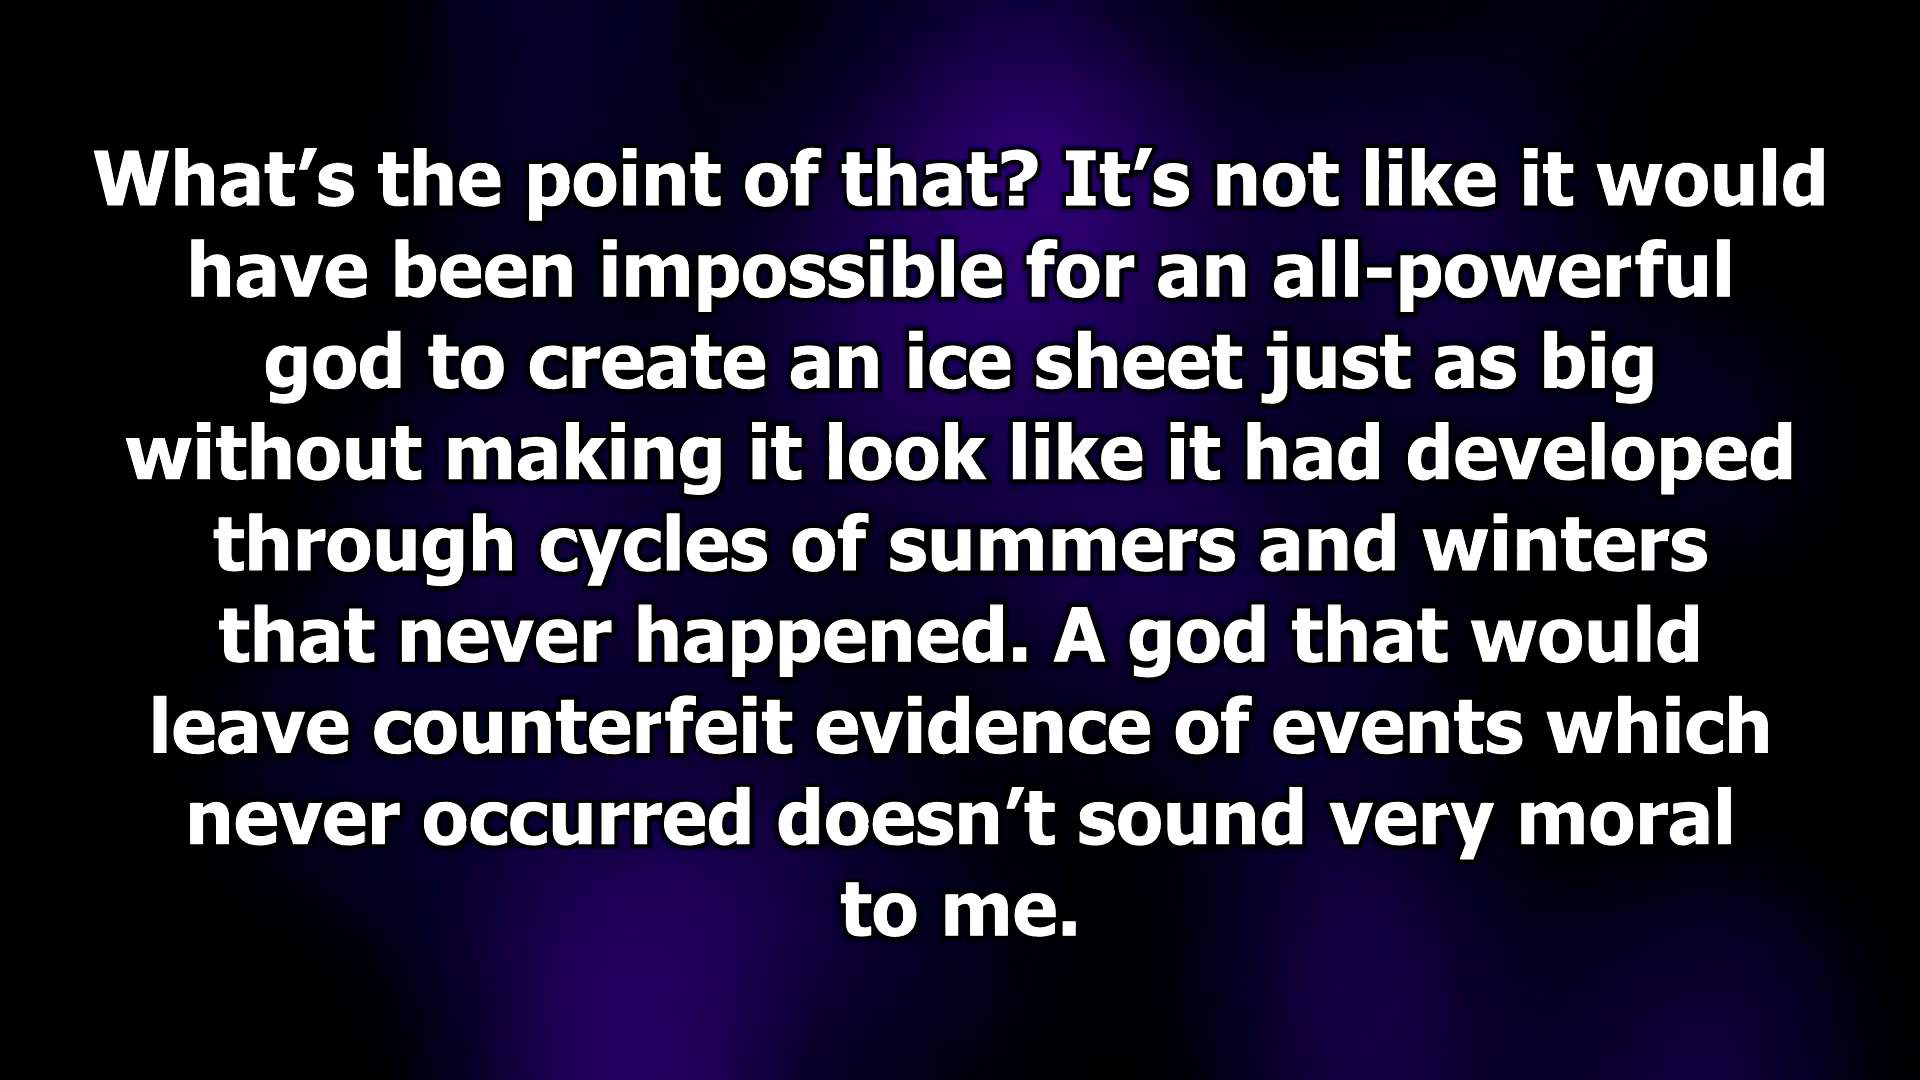 What’s the point of that? It’s not like it would
have been impossible for an all-powerful
god to create an ice sheet just as big
without making it look like it had developed
through cycles of summers and winters
that never happened. A god that would
leave counterfeit evidence of events which
never occurred doesn’t sound very moral
to me.